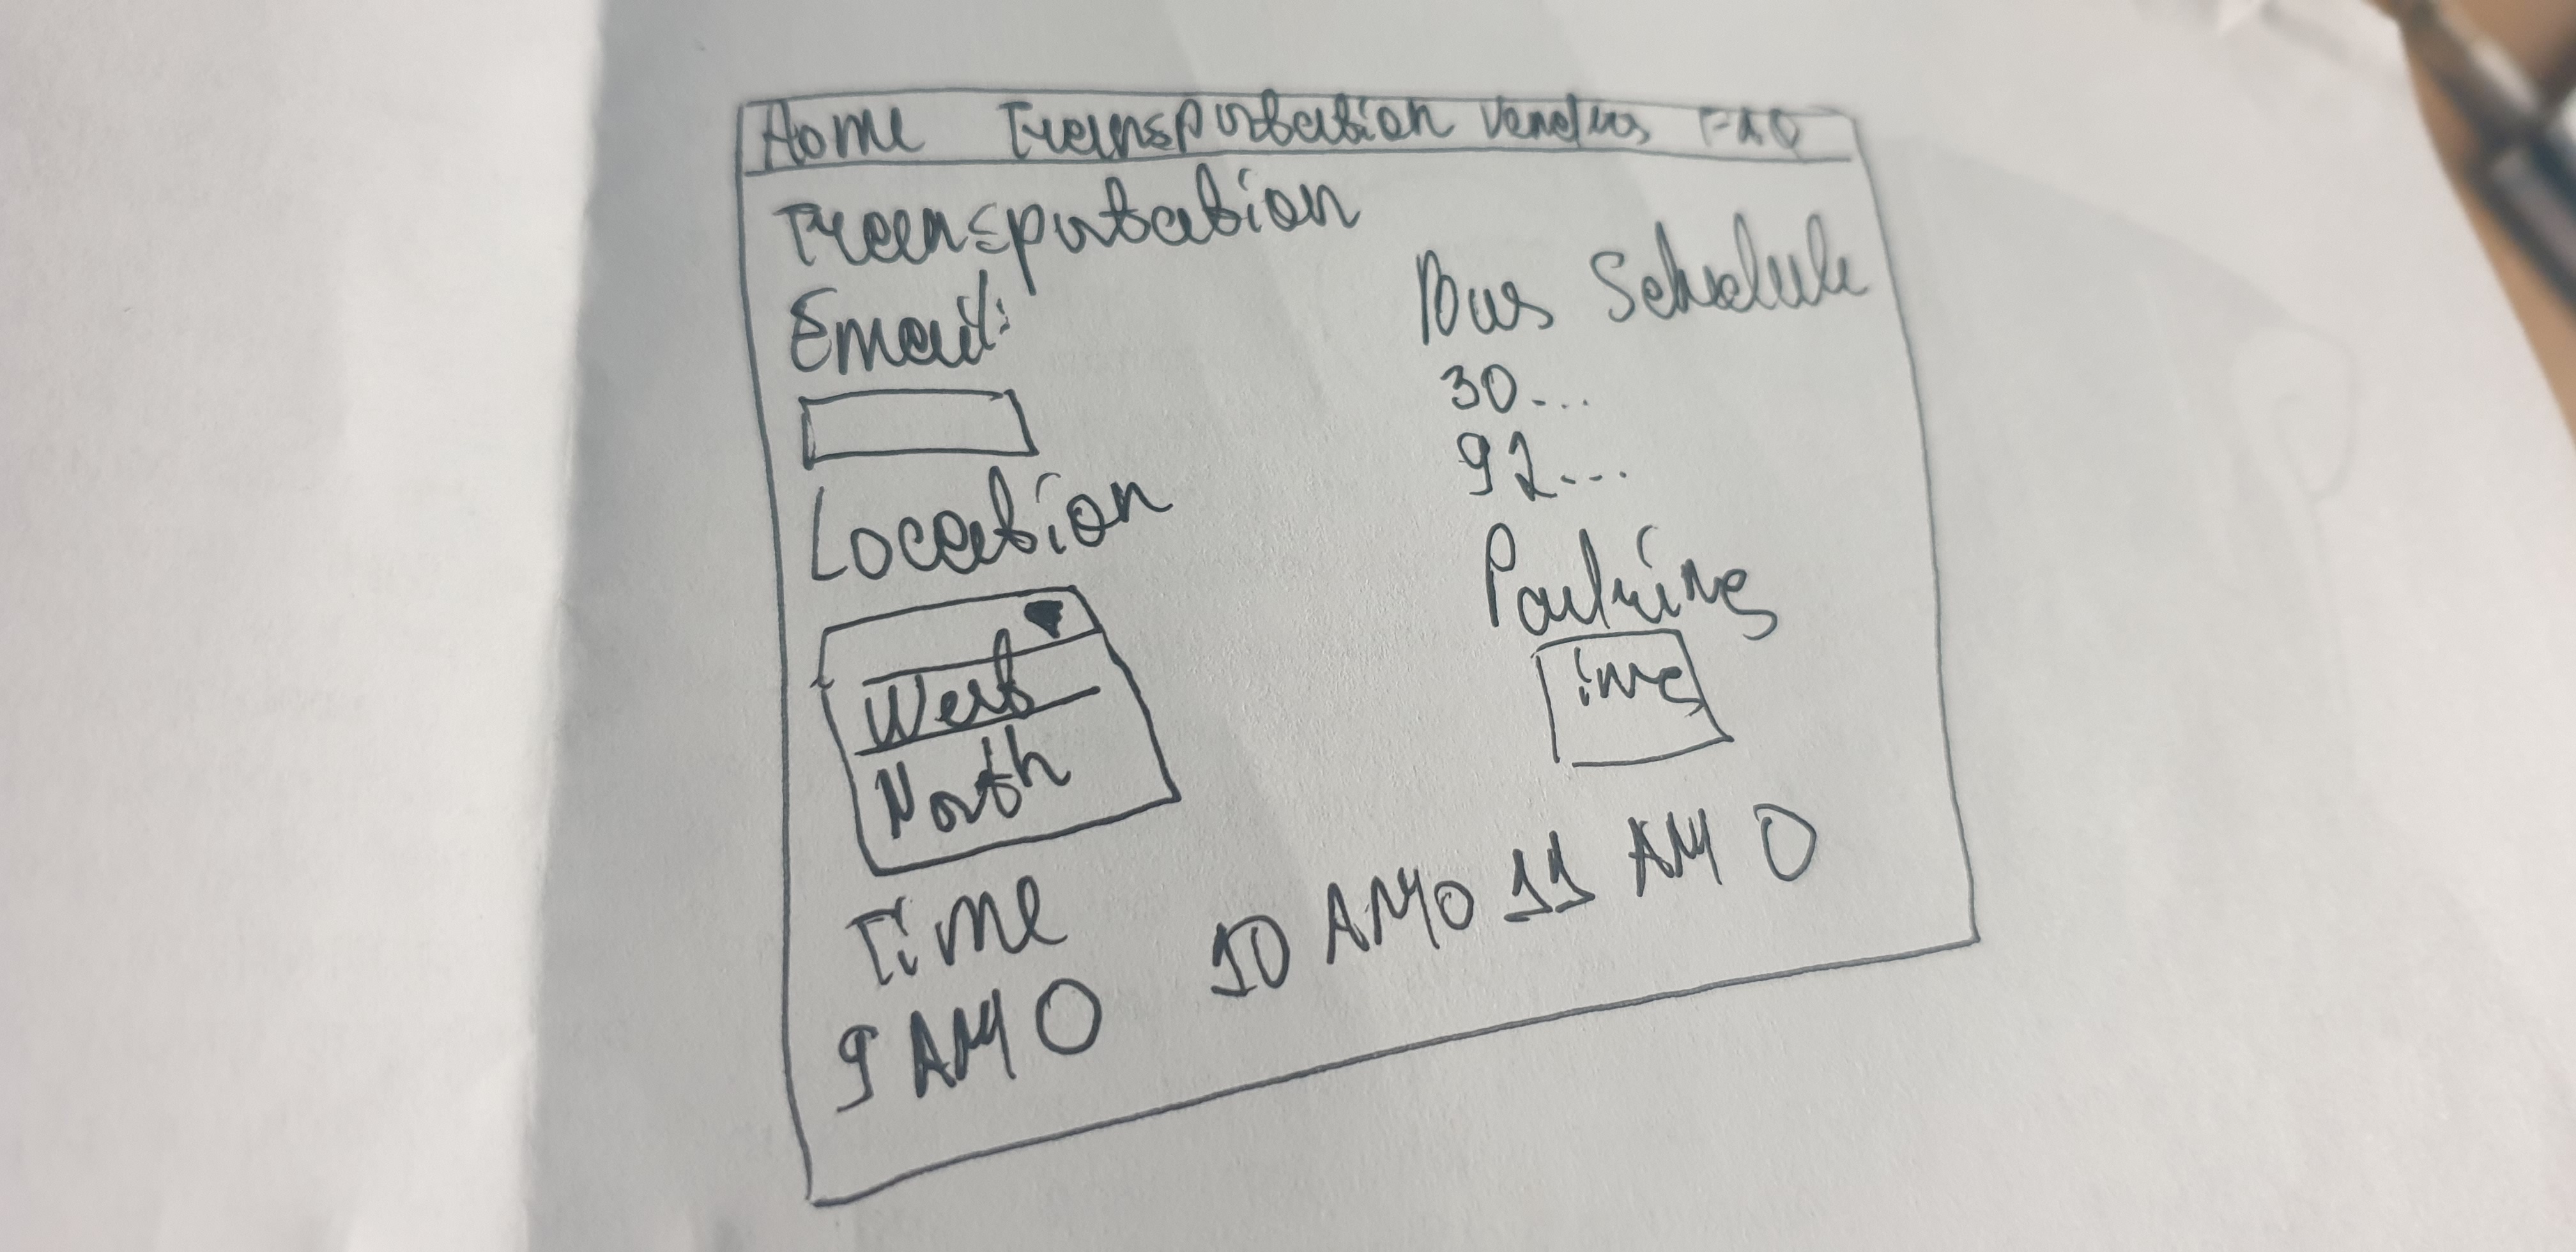 Home Transportation Vendors FAQ
Transportation
Email:
Location
West
North
Time
9 AM O 10 AM O 11 AM O
Bus Schedule
30...
92...
Parking
img